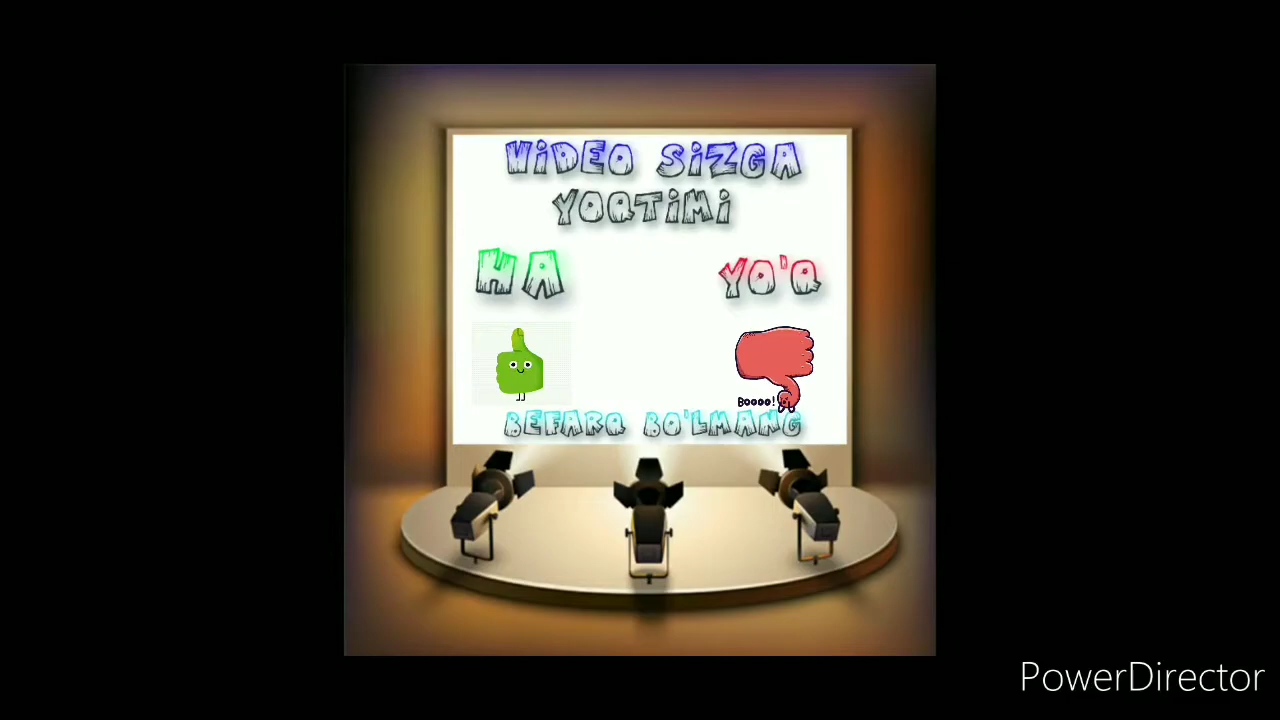 VIDEO SIZGA
YOQTIMI
HA
YO'Q
BOOOO!
BEFARQ BO'LMANG
PowerDirector